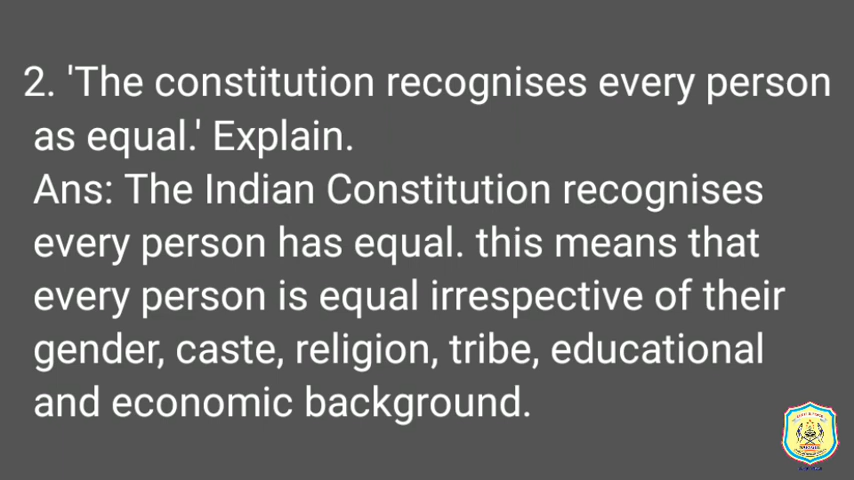 2. 'The constitution recognises every person
as equal.' Explain.
Ans: The Indian Constitution recognises
every person has equal. this means that
every person is equal irrespective of their
gender, caste, religion, tribe, educational
and economic background.